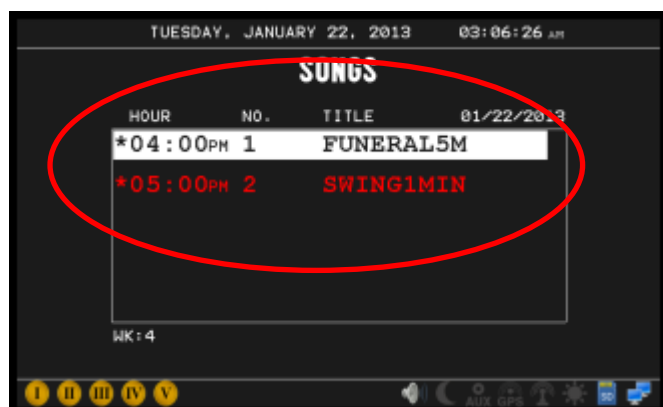 TUESDAY, JANUARY 22, 2013 03:06:26 AM
SONGS
HOUR NO. TITLE 01/22/2013
*04:00PM 1 FUNERAL5M
*05:00PM 2 SWING1MIN
WK:4
I II III IV V AUX GPS SD